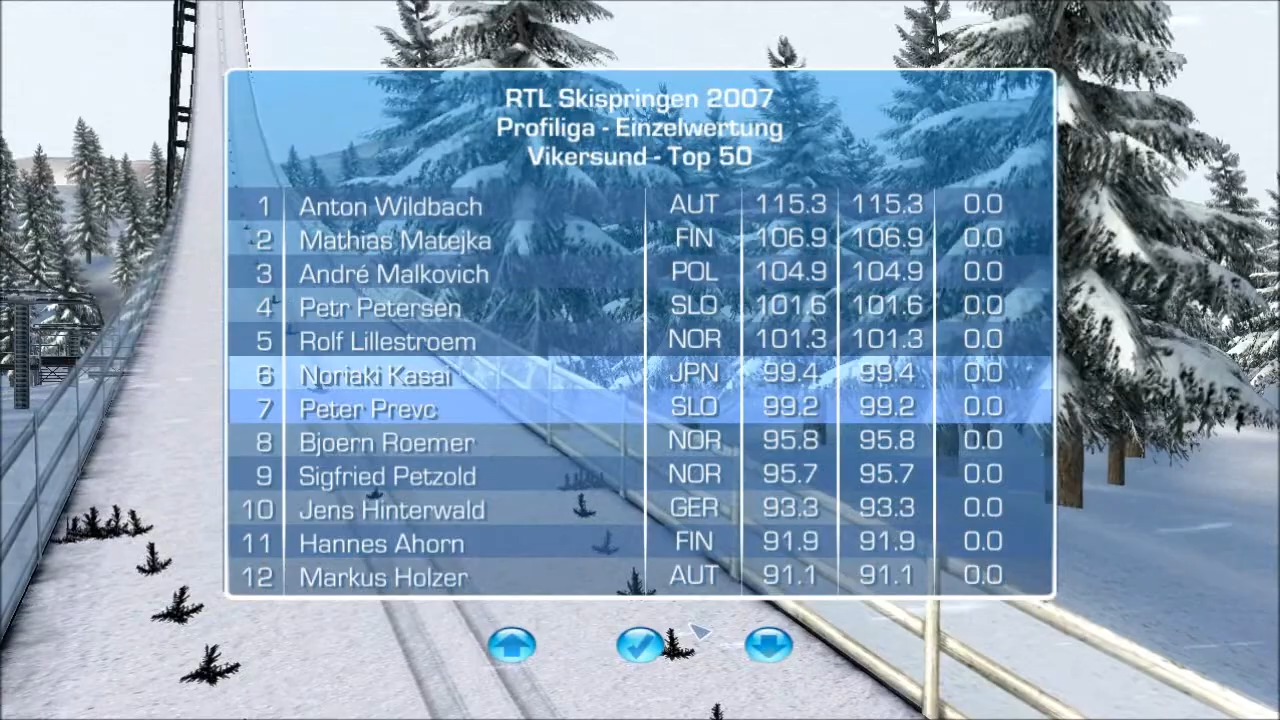 RTL Skispringen 2007
Profiliga - Einzelwertung
Vikersund - Top 50
1 Anton Wildbach AUT 115.3 115.3 0.0
2 Mathias Matejka FIN 106.9 106.9 0.0
3 André Malkovich POL 104.9 104.9 0.0
4 Petr Petersen SLO 101.6 101.6 0.0
5 Rolf Lillestroem NOR 101.3 101.3 0.0
6 Noriaki Kasai JPN 99.4 99.4 0.0
7 Peter Prevc SLO 99.2 99.2 0.0
8 Bjoern Roemer NOR 95.8 95.8 0.0
9 Sigfried Petzold NOR 95.7 95.7 0.0
10 Jens Hinterwald GER 93.3 93.3 0.0
11 Hannes Ahorn FIN 91.9 91.9 0.0
12 Markus Holzer AUT 91.1 91.1 0.0